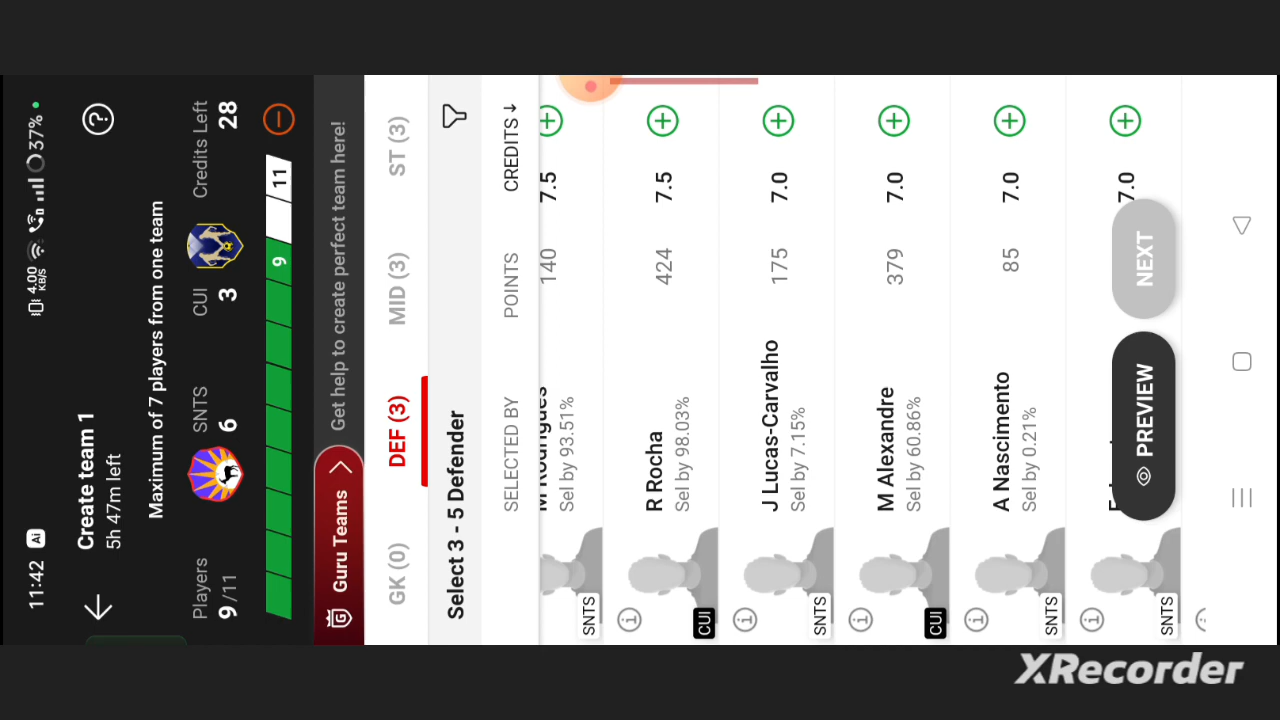 11:42 Ai 4.00 KB/S 37%
Create team 1
5h 47m left
Maximum of 7 players from one team
Players SNTS CUI Credits Left
9 /11 6 3 28
9 11
Guru Teams Get help to create perfect team here!
GK (0) DEF (3) MID (3) ST (3)
Select 3 - 5 Defender
SELECTED BY POINTS CREDITS
M Rodrigues 140 7.5
Sel by 93.51%
SNTS
R Rocha 424 7.5
Sel by 98.03%
CUI
J Lucas-Carvalho 175 7.0
Sel by 7.15%
SNTS
M Alexandre 379 7.0
Sel by 60.86%
CUI
A Nascimento 85 7.0
Sel by 0.21%
SNTS
7.0
SNTS
PREVIEW NEXT
XRecorder